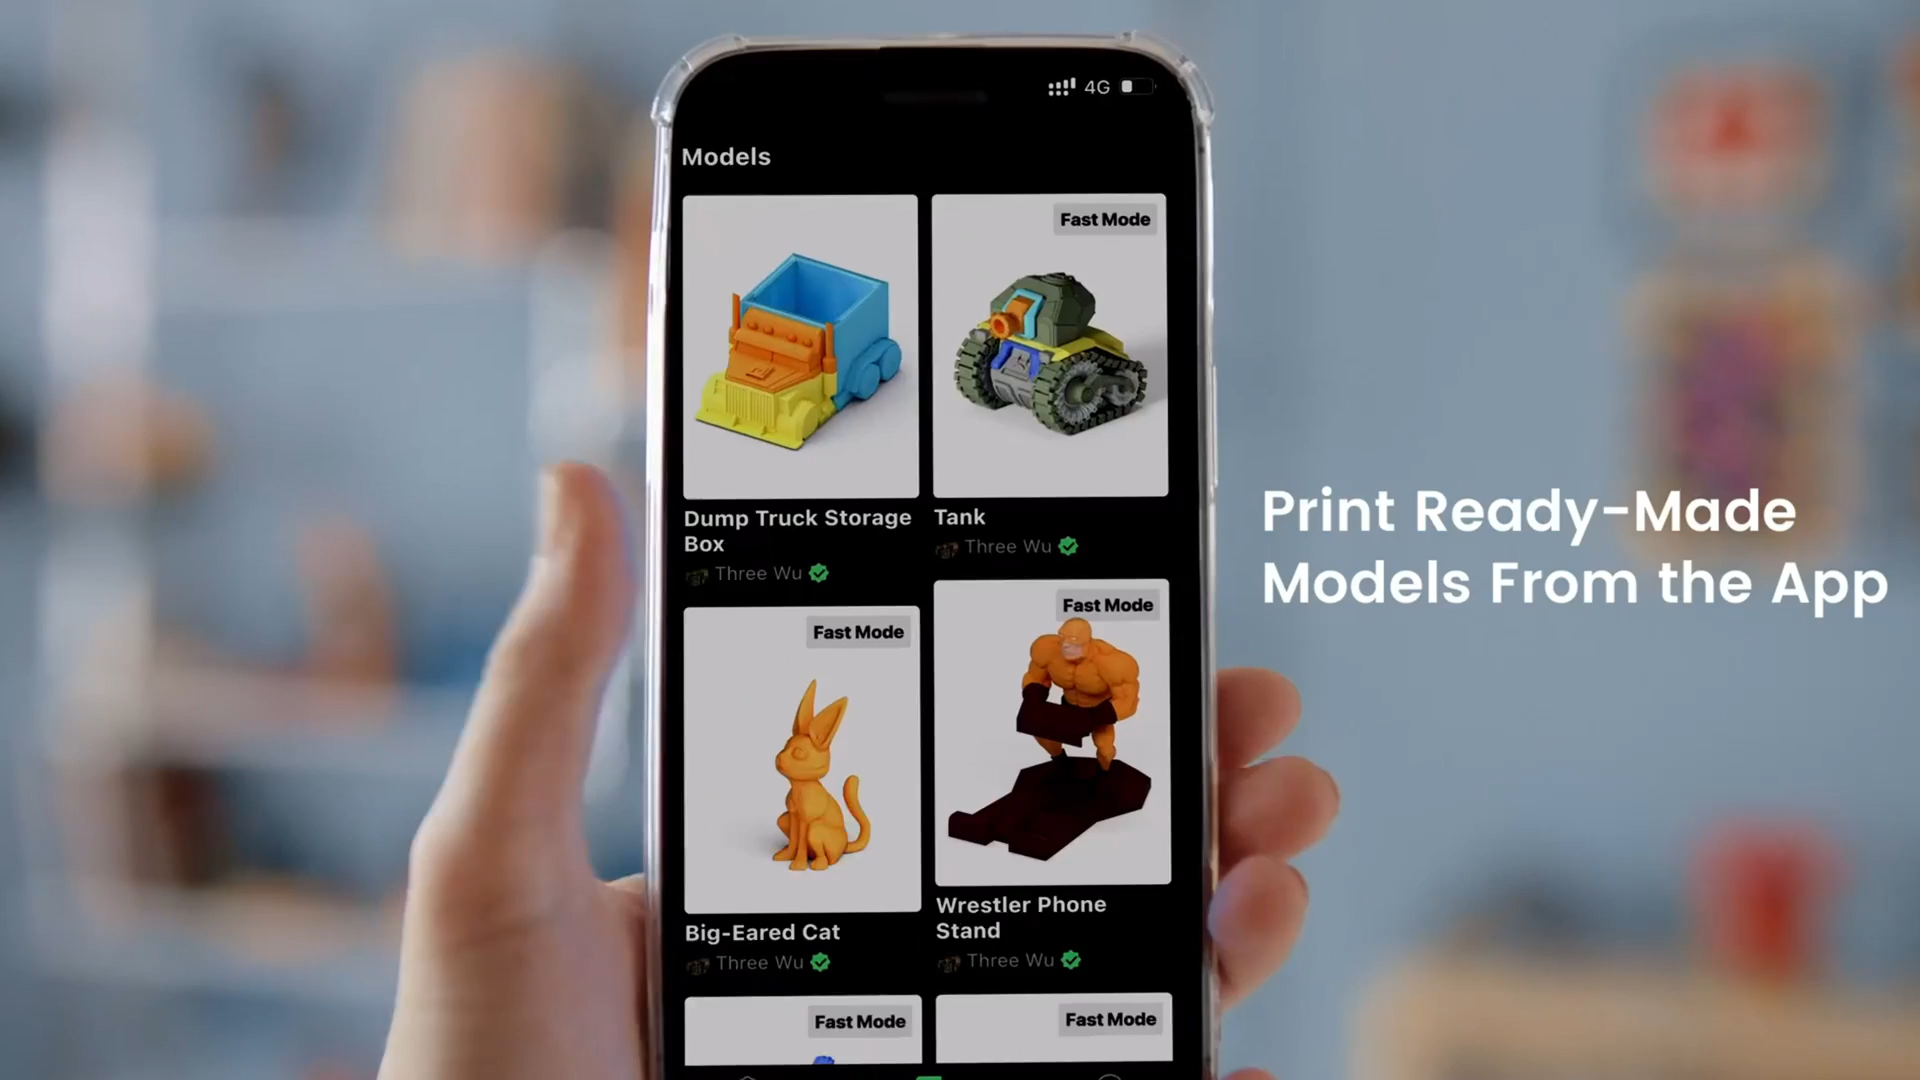 4G
Models
Fast Mode
Dump Truck Storage
Box
Three Wu
Tank
Three Wu
Fast Mode
Big-Eared Cat
Three Wu
Fast Mode
Wrestler Phone
Stand
Three Wu
Fast Mode
Fast Mode
Print Ready-Made
Models From the App